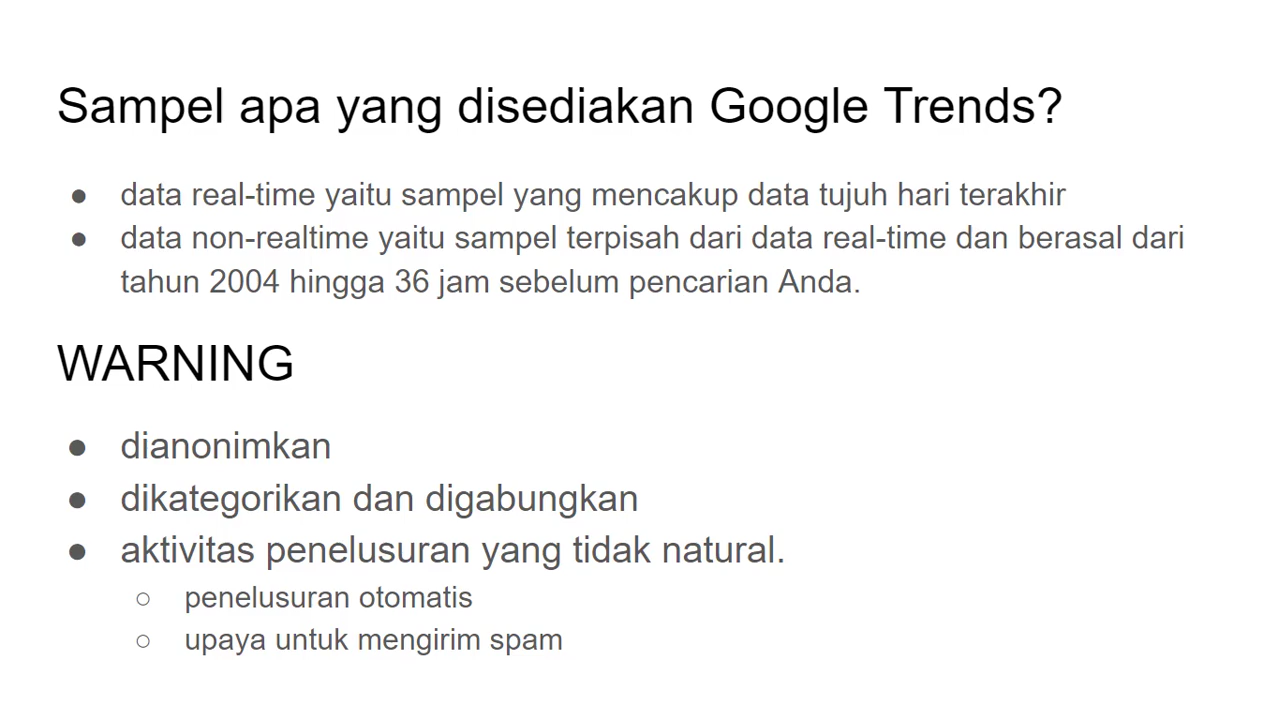 Sampel apa yang disediakan Google Trends?
● data real-time yaitu sampel yang mencakup data tujuh hari terakhir
● data non-realtime yaitu sampel terpisah dari data real-time dan berasal dari
tahun 2004 hingga 36 jam sebelum pencarian Anda.
WARNING
● dianonimkan
● dikategorikan dan digabungkan
● aktivitas penelusuran yang tidak natural.
○ penelusuran otomatis
○ upaya untuk mengirim spam